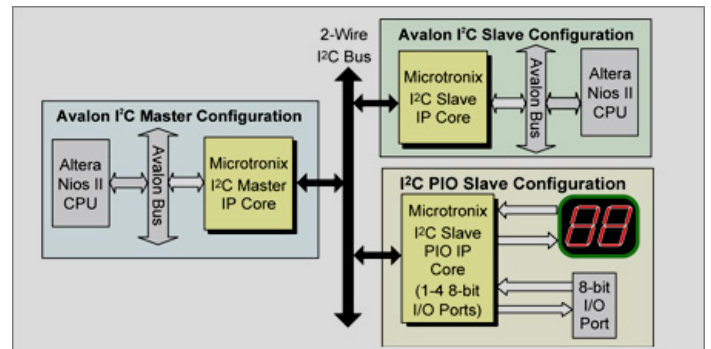 2-Wire
I²C Bus
Avalon I²C Master Configuration
Altera
Nios II
CPU
Avalon Bus
Microtronix
I²C Master
IP Core
Avalon I²C Slave Configuration
Microtronix
I²C Slave
IP Core
Avalon Bus
Altera
Nios II
CPU
I²C PIO Slave Configuration
Microtronix
I²C Slave
PIO IP
Core
(1-4 8-bit
I/O Ports)
88
8-bit
I/O
Port